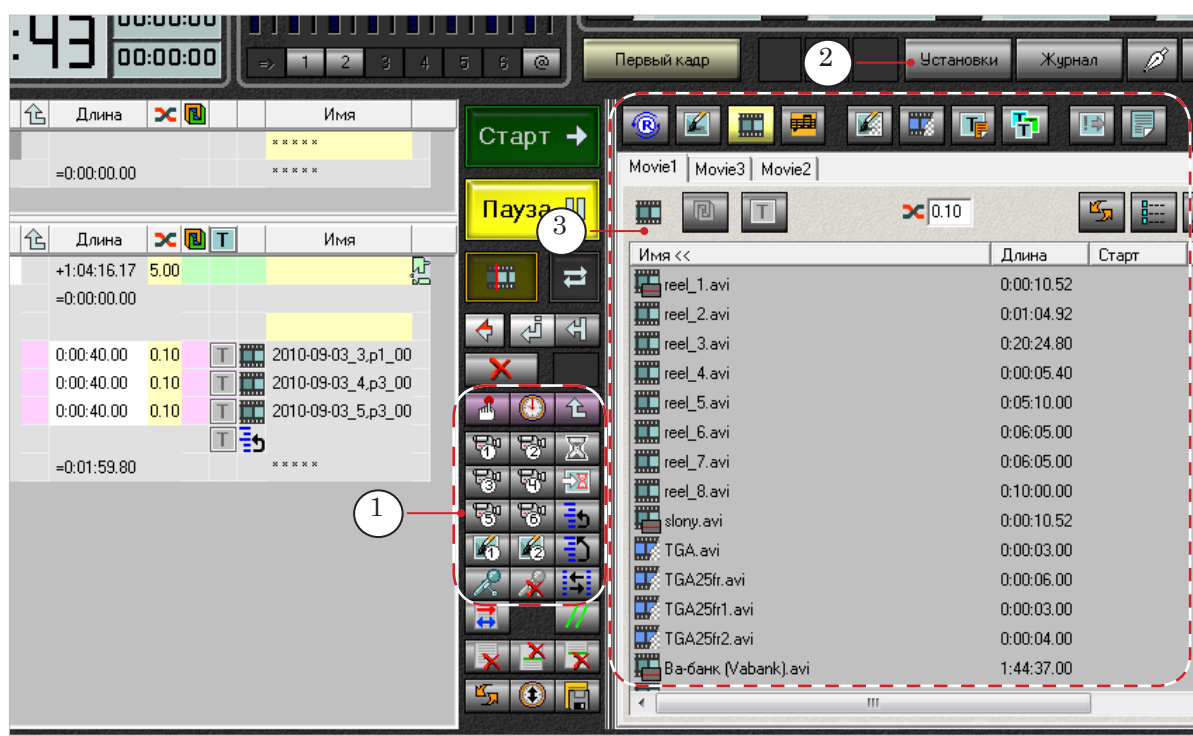 :43
00:00:00
00:00:00
=> 1 2 3 4 5 6 @
Первый кадр
2
Установки
Журнал
Длина Имя
*****
=0:00:00.00 *****
Старт
Пауза
3
R
T
T
Movie1 Movie3 Movie2
T
0.10
Длина T Имя
+1:04:16.17 5.00
=0:00:00.00
0:00:40.00 0.10 T 2010-09-03_3,p1_00
0:00:40.00 0.10 T 2010-09-03_4,p3_00
0:00:40.00 0.10 T 2010-09-03_5,p3_00
T
=0:01:59.80 *****
1
1 2
3 4
5 6
1 2
Имя << Длина Старт
reel_1.avi 0:00:10.52
reel_2.avi 0:01:04.92
reel_3.avi 0:20:24.80
reel_4.avi 0:00:05.40
reel_5.avi 0:05:10.00
reel_6.avi 0:06:05.00
reel_7.avi 0:06:05.00
reel_8.avi 0:10:00.00
slony.avi 0:00:10.52
TGA.avi 0:00:03.00
TGA25fr.avi 0:00:06.00
TGA25fr1.avi 0:00:03.00
TGA25fr2.avi 0:00:04.00
Ва-банк (Vabank).avi 1:44:37.00